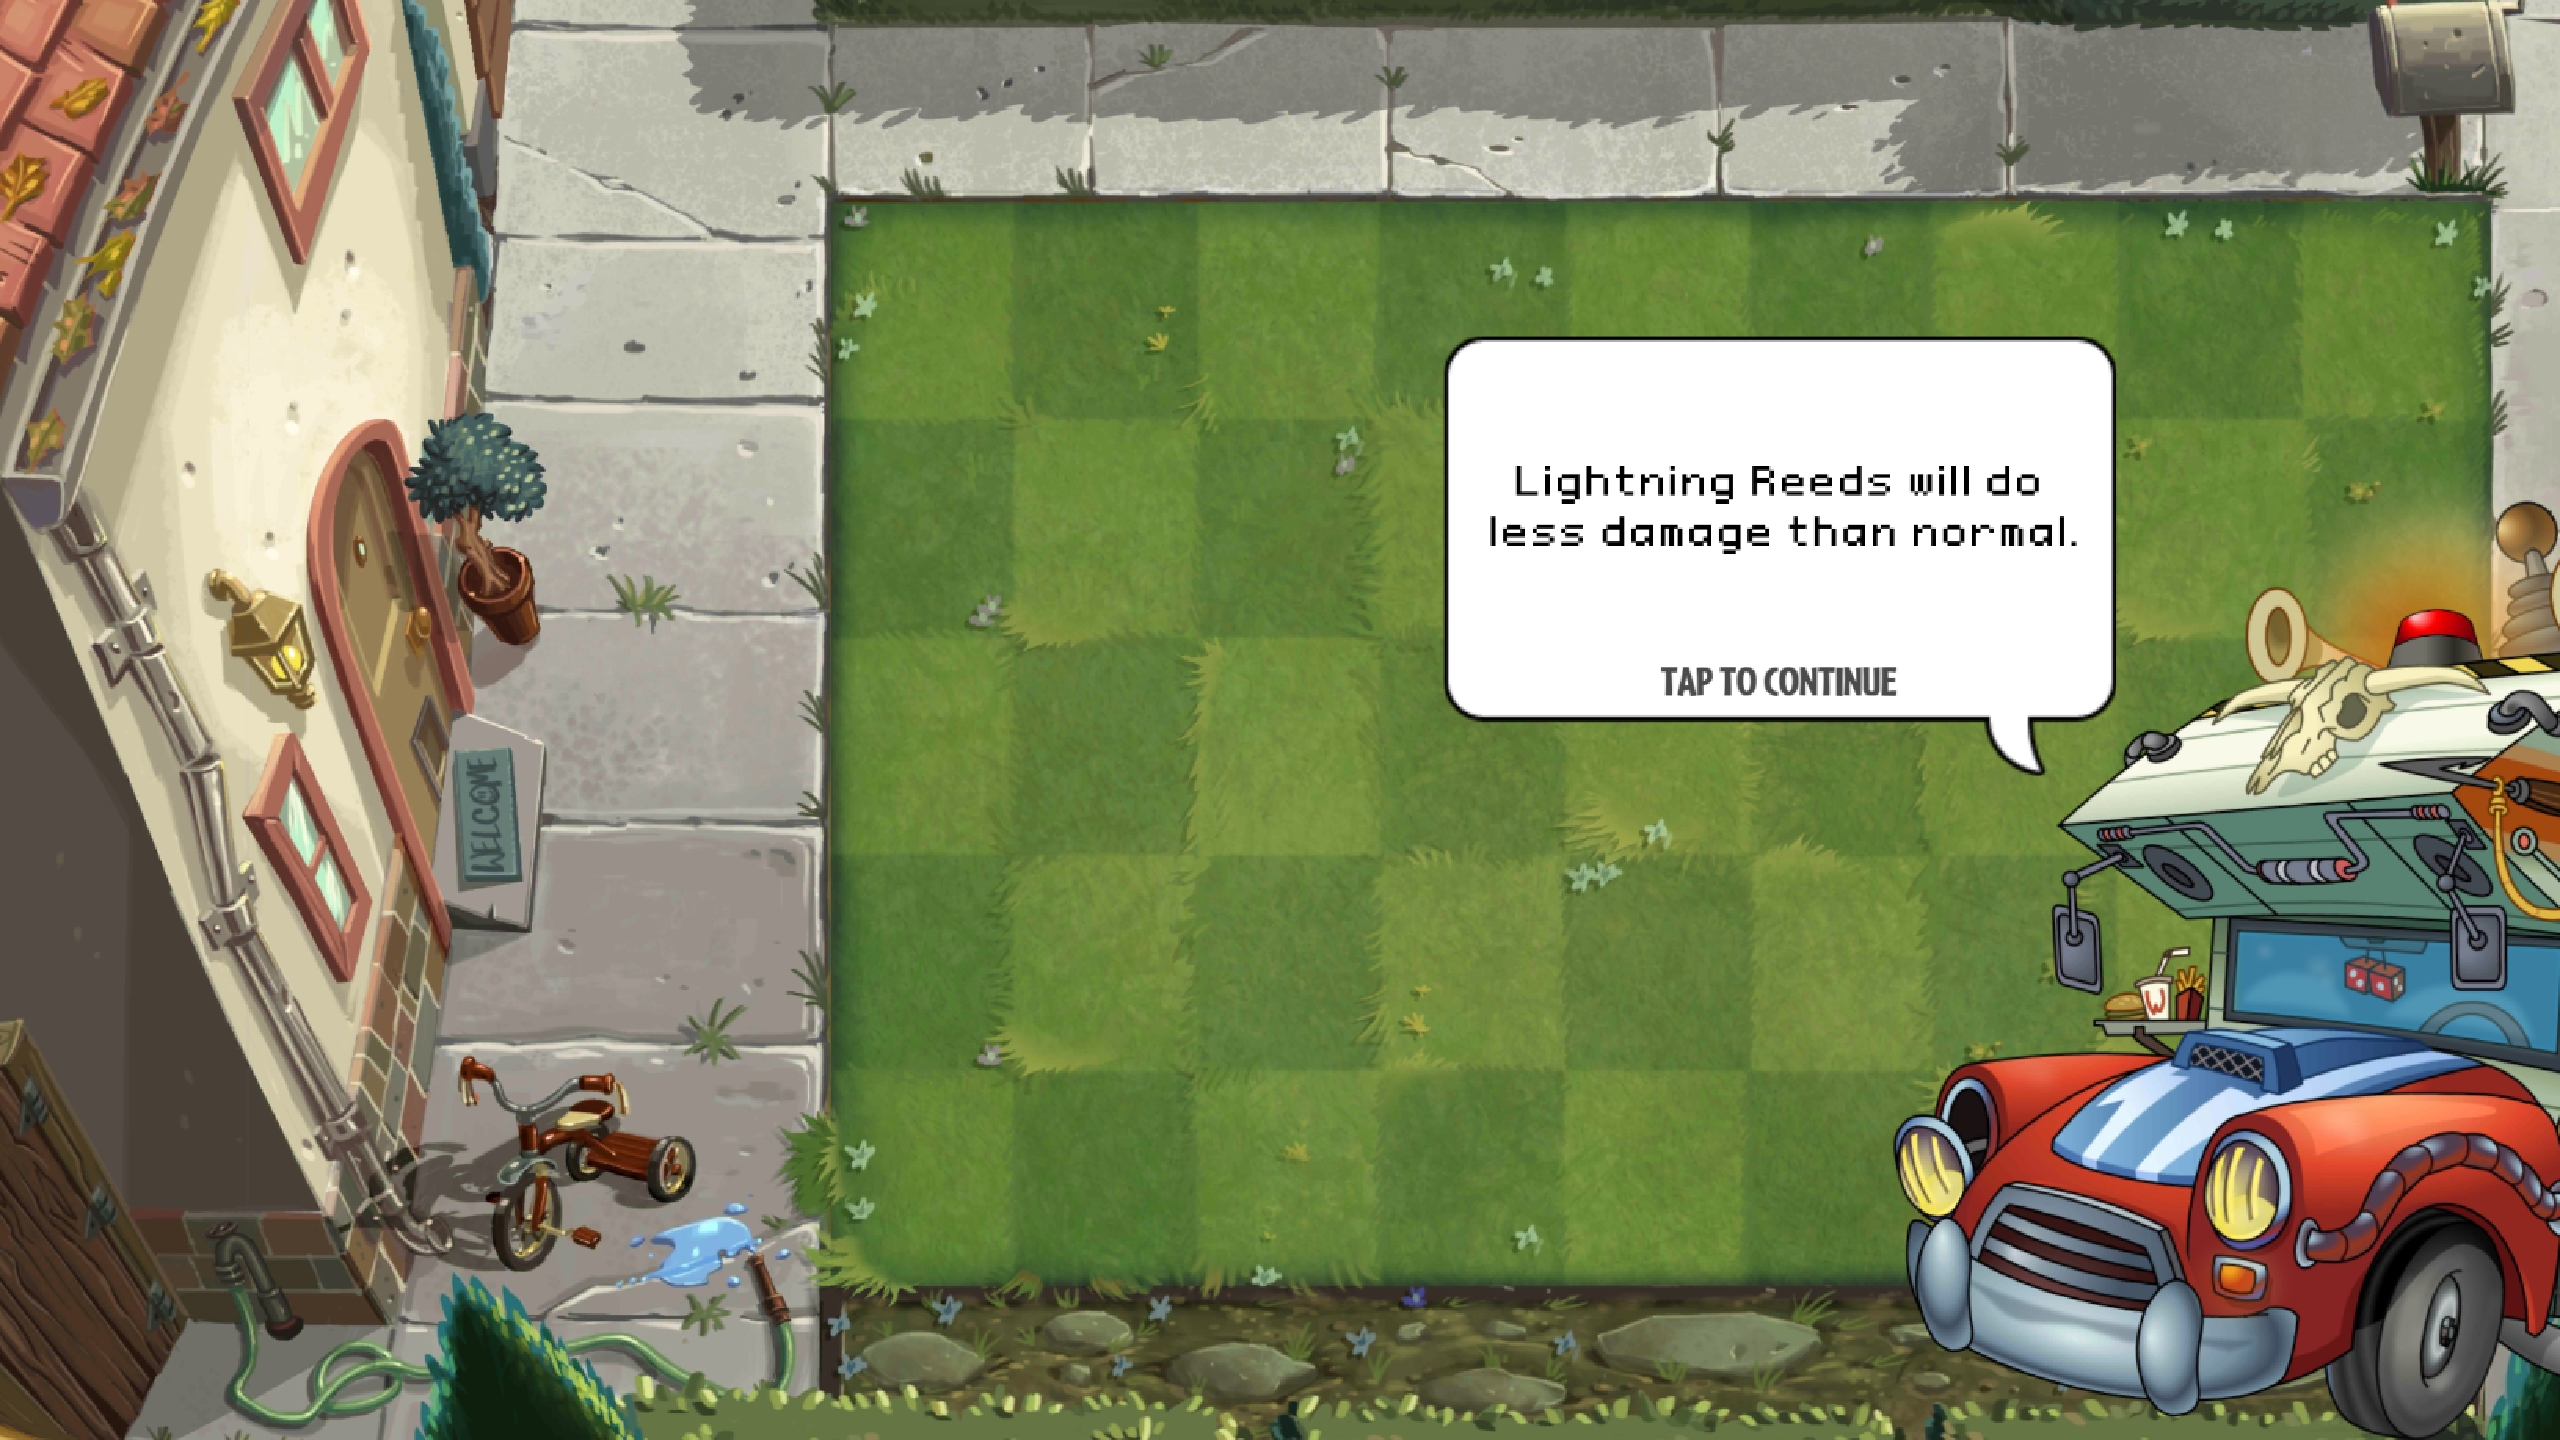 Lightning Reeds will do
less damage than normal.
TAP TO CONTINUE
WELCOME
W